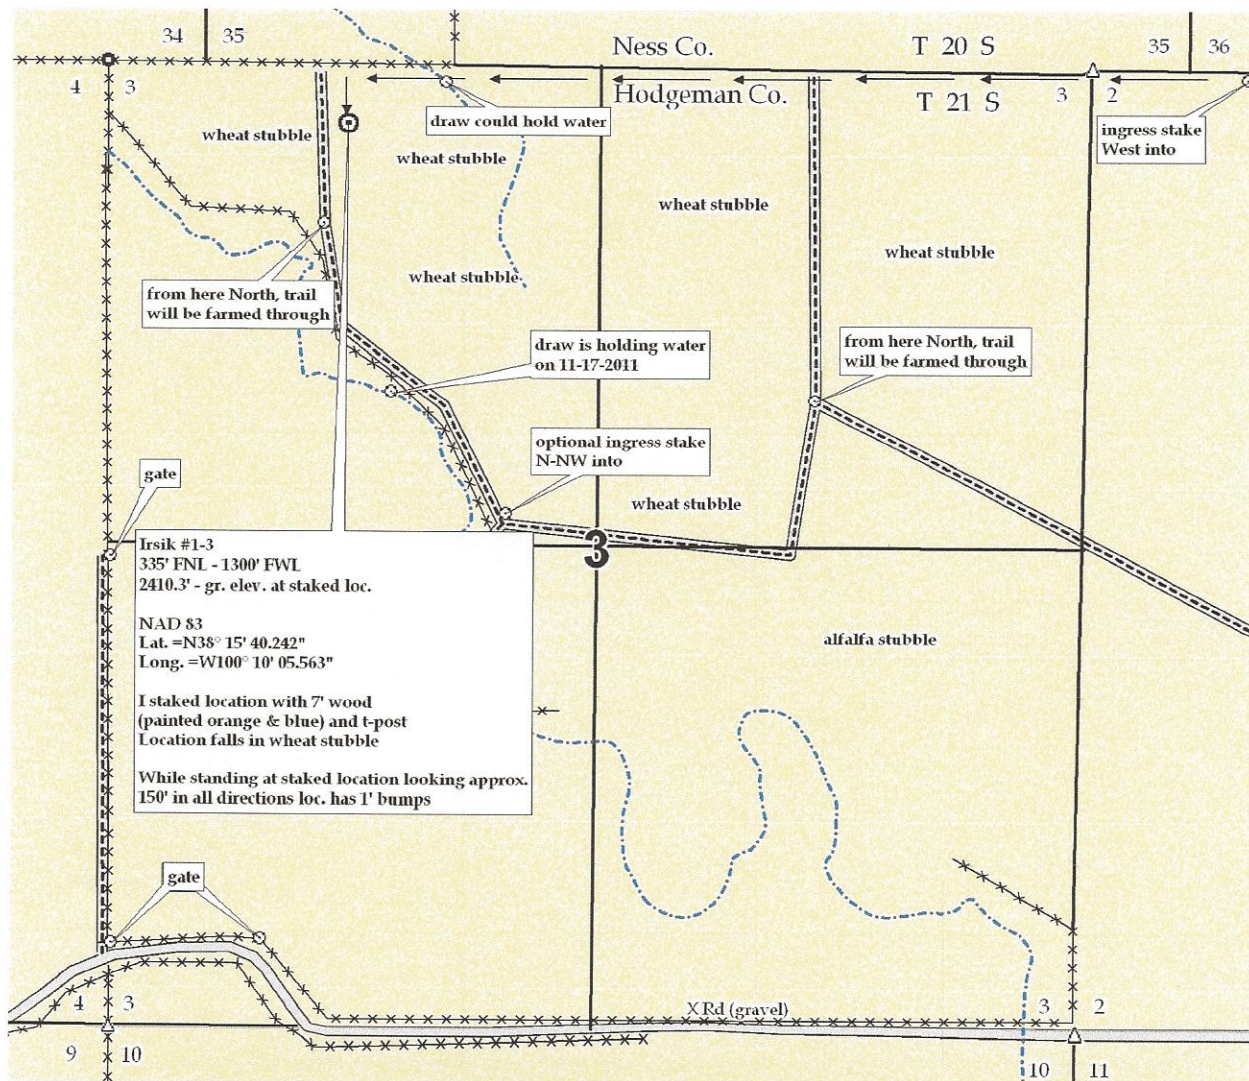 34 35
Ness Co.
T 20 S
35 36
4 3
Hodgeman Co.
T 21 S
3 2
draw could hold water
ingress stake
West into
wheat stubble
wheat stubble
wheat stubble
wheat stubble
wheat stubble
from here North, trail
will be farmed through
draw is holding water
on 11-17-2011
from here North, trail
will be farmed through
optional ingress stake
N-NW into
gate
wheat stubble
3
Irsik #1-3
335' FNL - 1300' FWL
2410.3' - gr. elev. at staked loc.
NAD 83
Lat. =N38° 15' 40.242"
Long. =W100° 10' 05.563"
I staked location with 7' wood
(painted orange & blue) and t-post
Location falls in wheat stubble
While standing at staked location looking approx.
150' in all directions loc. has 1' bumps
alfalfa stubble
gate
4 3
X Rd (gravel)
3 2
9 10
10 11